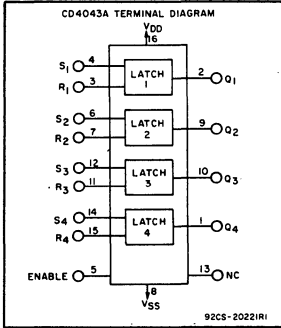 CD4043A TERMINAL DIAGRAM
VDD
16
S1 4
R1 3
LATCH
1
2 Q1
S2 6
R2 7
LATCH
2
9 Q2
S3 12
R3 11
LATCH
3
10 Q3
S4 14
R4 15
LATCH
4
1 Q4
ENABLE 5
13 NC
8
VSS
92CS-20221R1